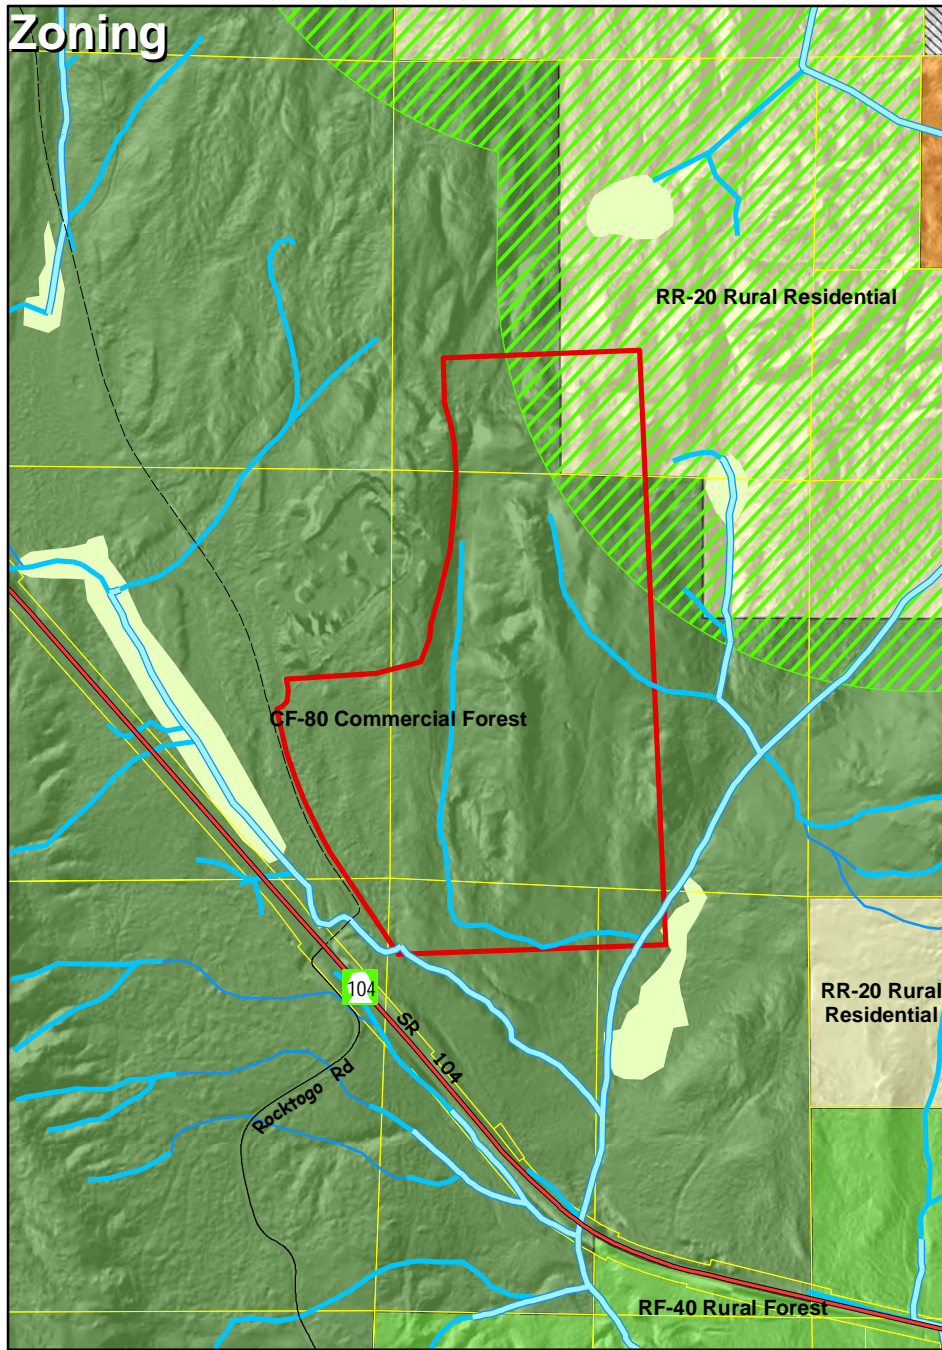 Zoning
RR-20 Rural Residential
CF-80 Commercial Forest
RR-20 Rural
Residential
104
SR 104
Rocktogo Rd
RF-40 Rural Forest